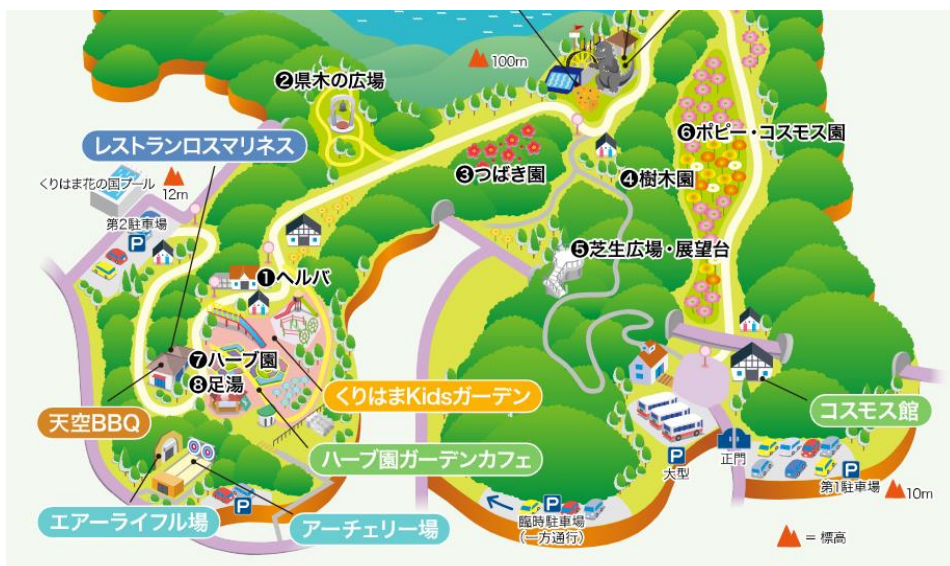 100m
❷県木の広場
❻ポピー・コスモス園
レストランロスマリネス
❸つばき園
❹樹木園
くりはま花の国プール
12m
第2駐車場
P
❺芝生広場・展望台
❶ヘルバ
❼ハーブ園
❽足湯
くりはまKidsガーデン
天空BBQ
コスモス館
ハーブ園ガーデンカフェ
P
大型
正門
P
第1駐車場
10m
エアーライフル場
P
アーチェリー場
P
臨時駐車場
(一方通行)
= 標高